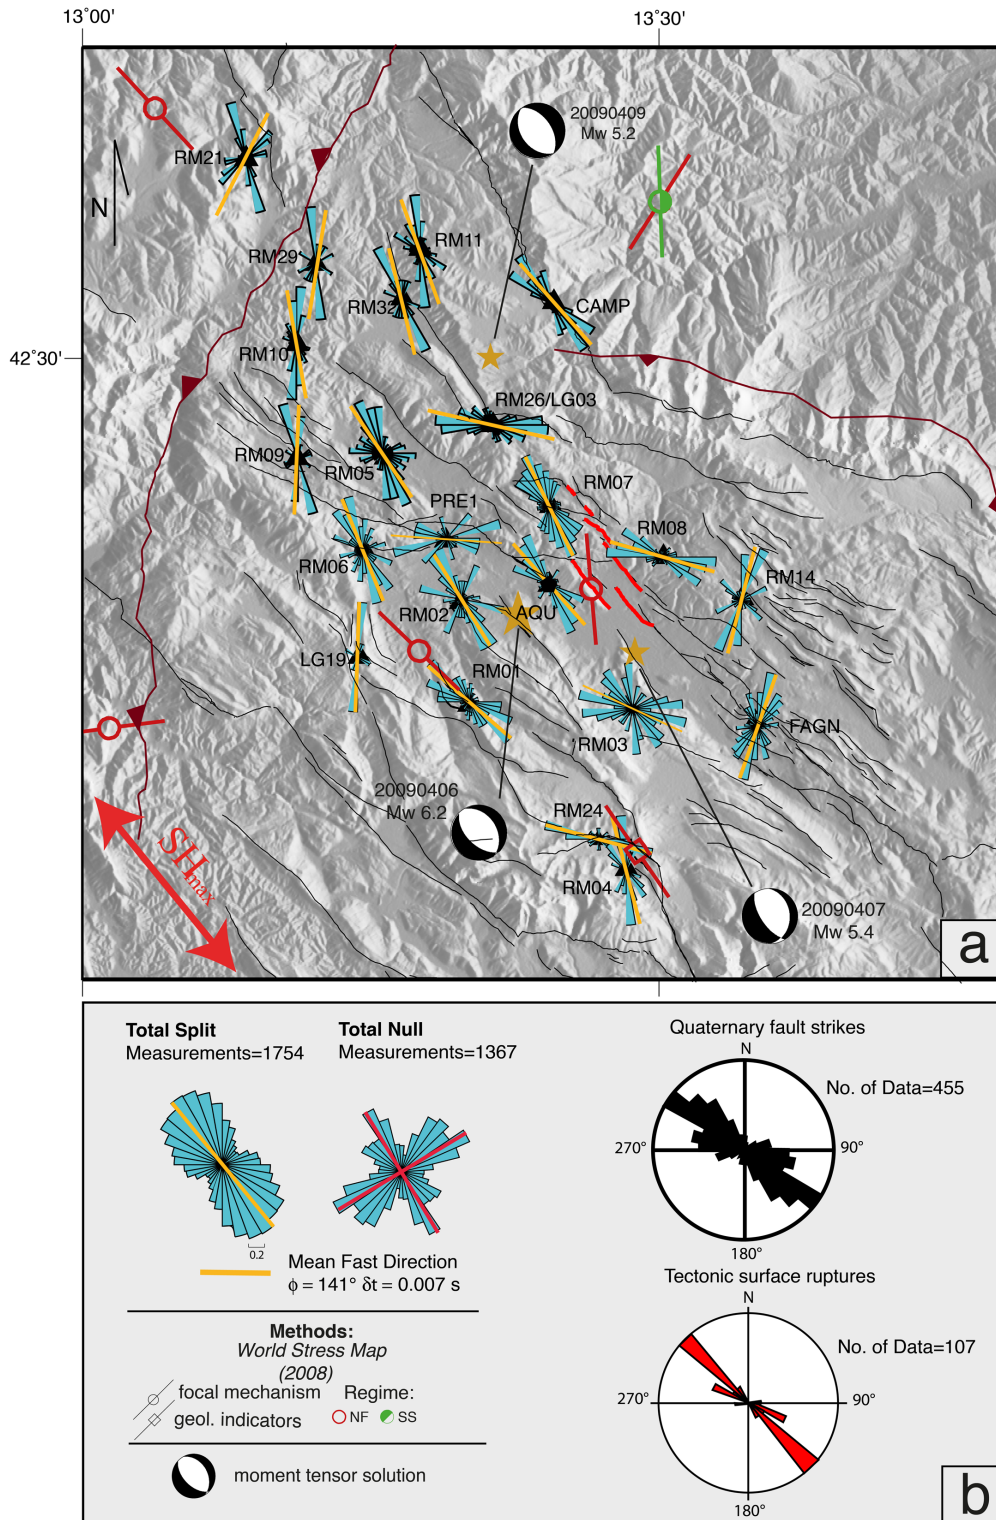 13°00'
13°30'
20090409
Mw 5.2
RM21
N
RM11
RM29
RM32
CAMP
42°30'
RM10
RM26/LG03
RM09
RM05
RM07
PRE1
RM08
RM06
RM14
RM02
AQU
LG19
RM01
RM03
FAGN
20090406
Mw 6.2
RM24
SHmax
RM04
20090407
Mw 5.4
a
Total Split
Measurements=1754
Total Null
Measurements=1367
Quaternary fault strikes
N
No. of Data=455
270°
90°
180°
0.2
Mean Fast Direction
ϕ = 141° δt = 0.007 s
Tectonic surface ruptures
N
No. of Data=107
270°
90°
180°
Methods:
World Stress Map
(2008)
focal mechanism
Regime:
geol. indicators
NF
SS
moment tensor solution
b